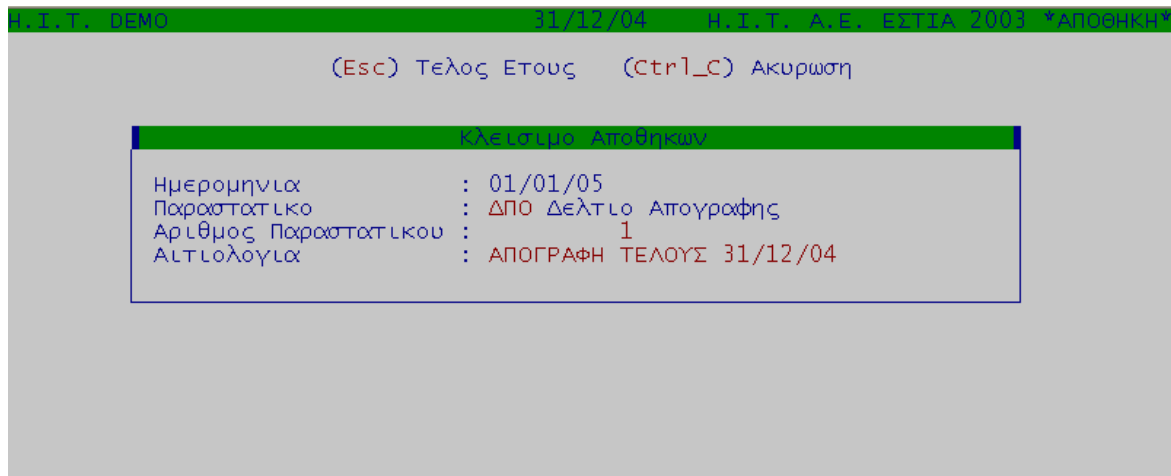 H.I.T. DEMO 31/12/04 H.I.T. A.E. ΕΣΤΙΑ 2003 *ΑΠΟΘΗΚΗ*
(Esc) Τελος Ετους (Ctrl_C) Ακυρωση
Κλεισιμο Αποθηκων
Ημερομηνια : 01/01/05
Παραστατικο : ΔΠΟ Δελτιο Απογραφης
Αριθμος Παραστατικου : 1
Αιτιολογια : ΑΠΟΓΡΑΦΗ ΤΕΛΟΥΣ 31/12/04